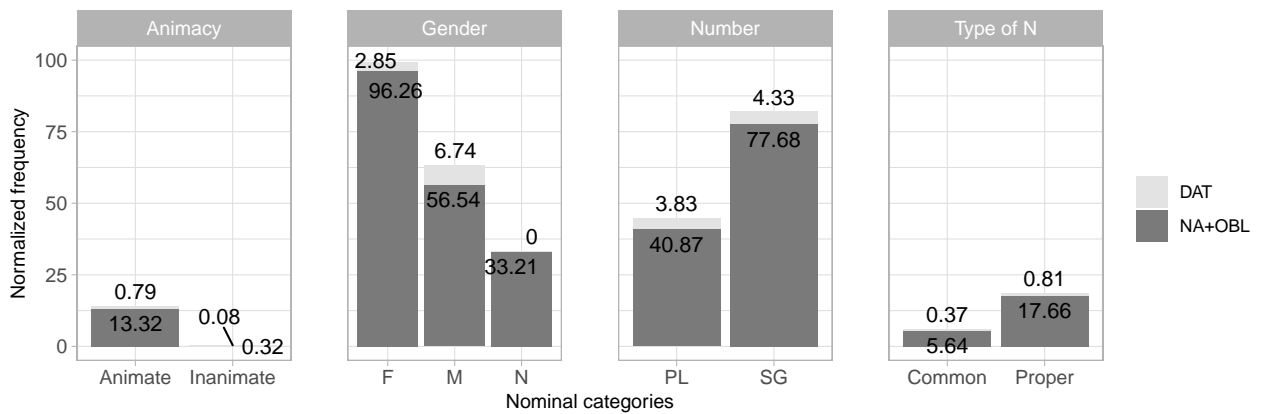 Animacy
Gender
Number
Type of N
Normalized frequency
100
75
50
25
0
0.79
13.32
0.08
0.32
2.85
96.26
6.74
56.54
0
33.21
3.83
40.87
4.33
77.68
0.37
5.64
0.81
17.66
Animate Inanimate
F M N
PL SG
Common Proper
Nominal categories
DAT
NA+OBL